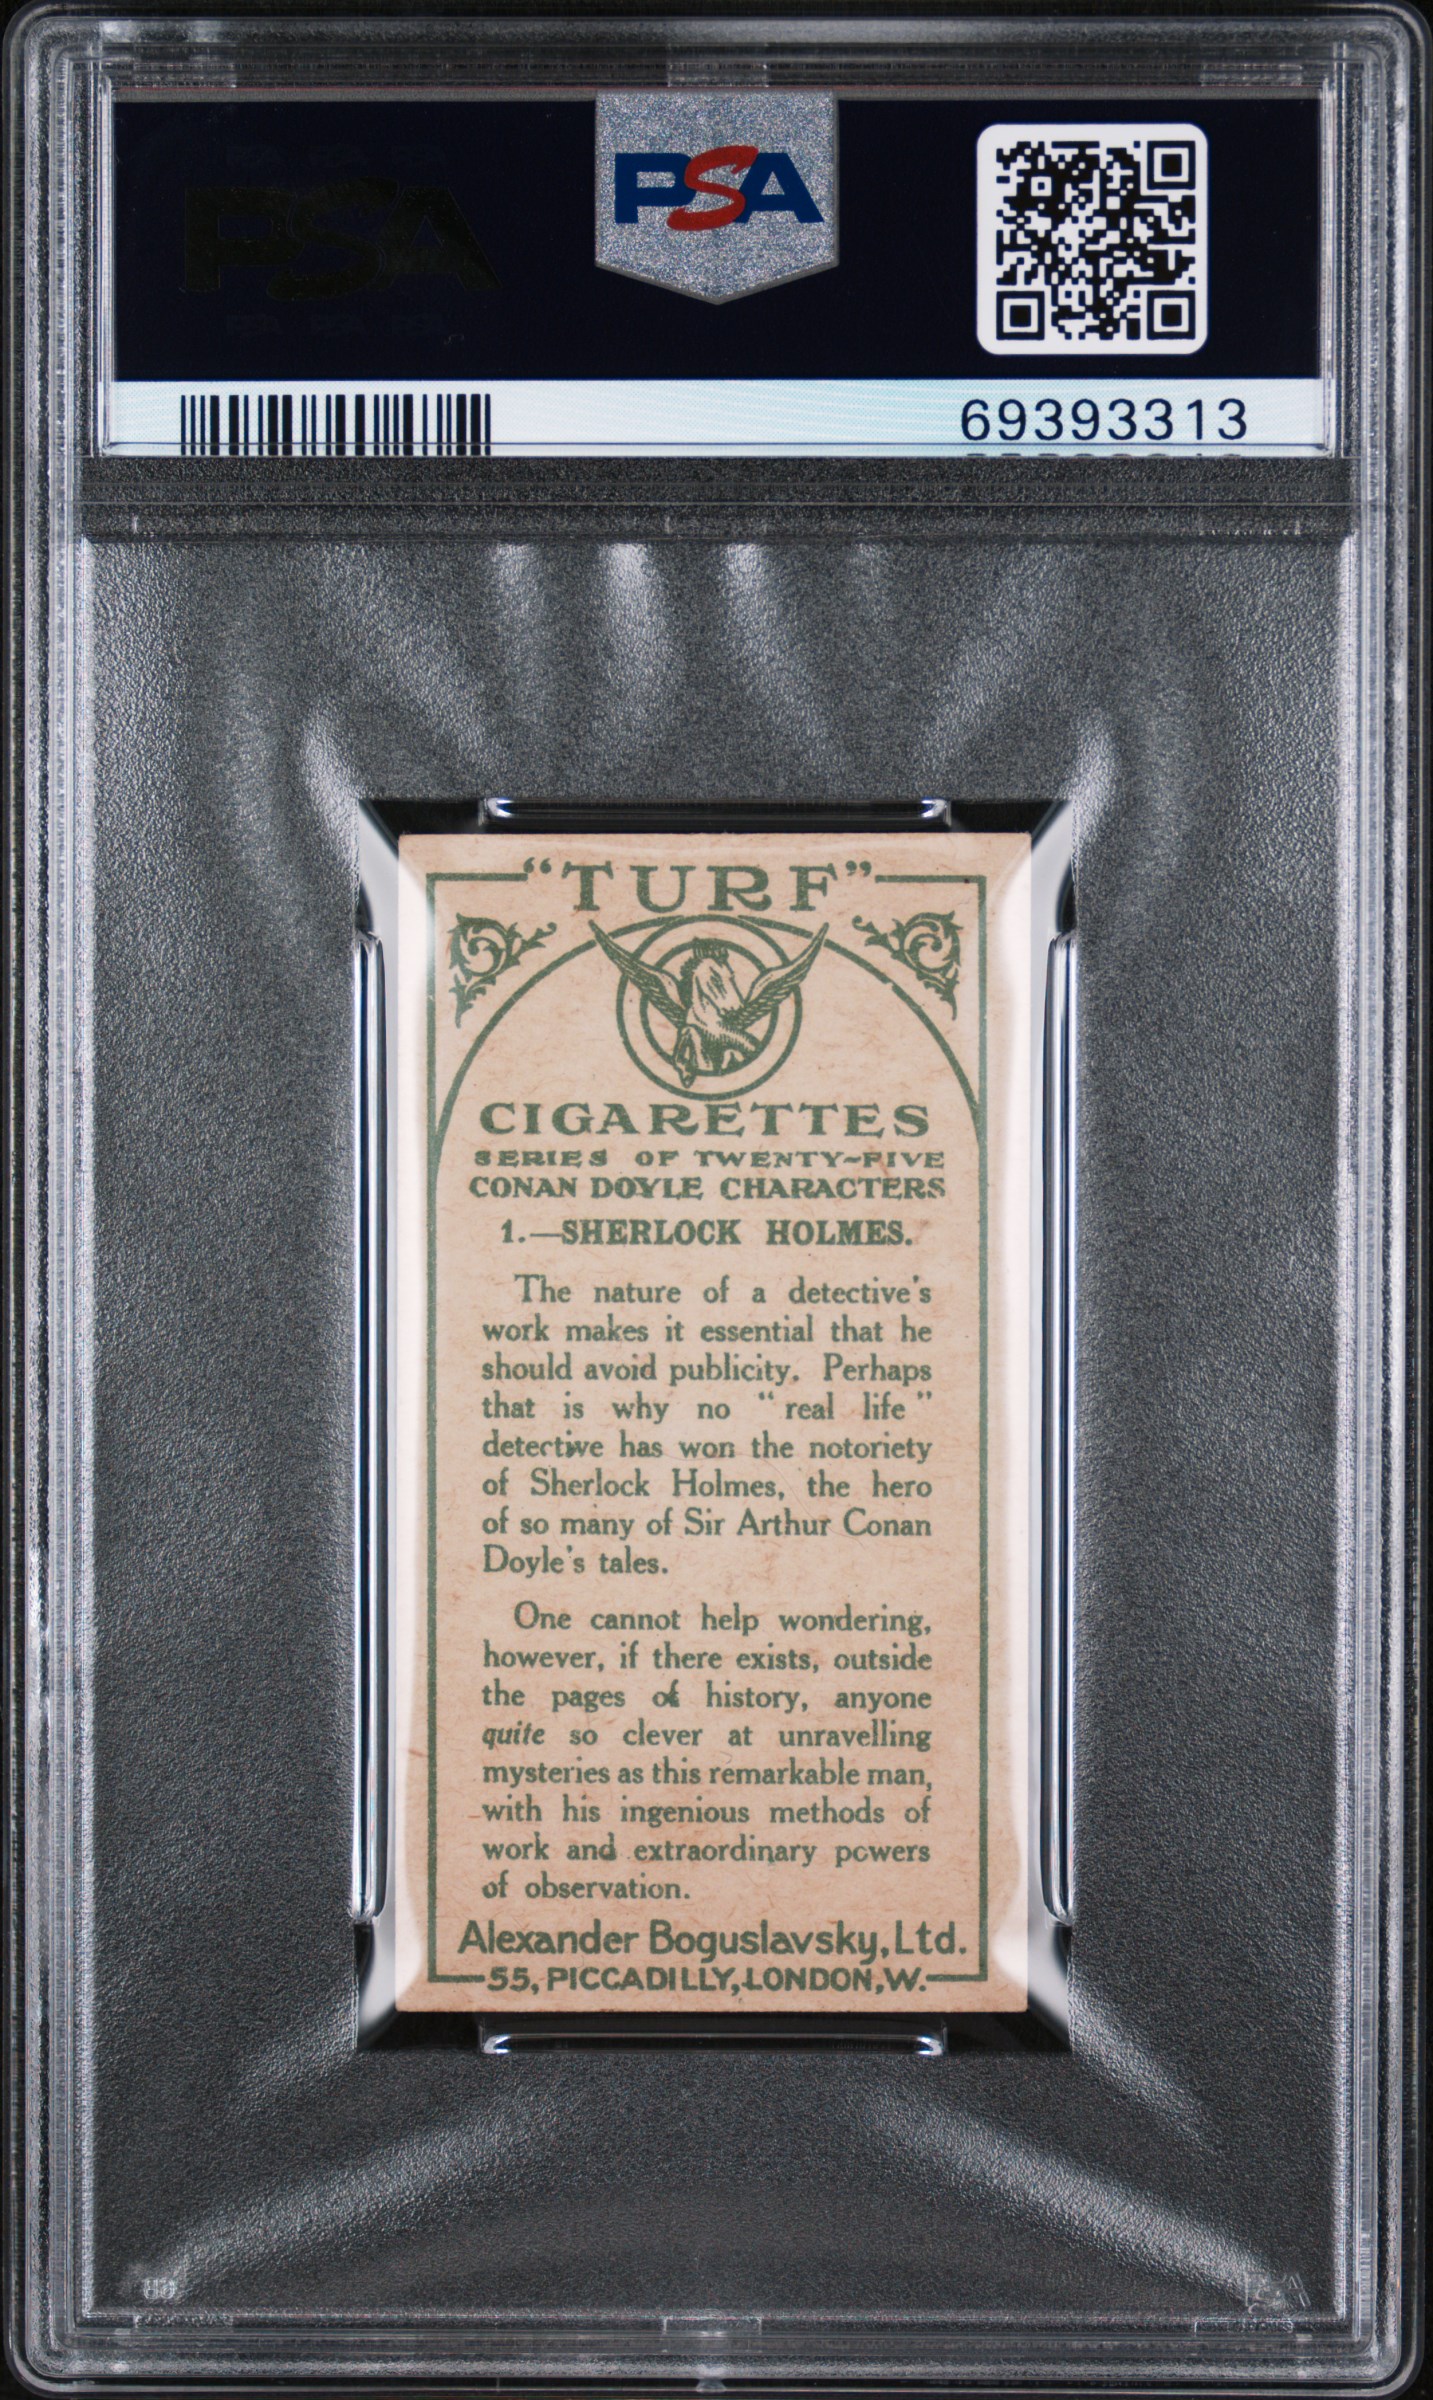 PSA
PSA
69393313
"TURF"
CIGARETTES
SERIES OF TWENTY-FIVE
CONAN DOYLE CHARACTERS
1.—SHERLOCK HOLMES.
The nature of a detective's
work makes it essential that he
should avoid publicity. Perhaps
that is why no "real life"
detective has won the notoriety
of Sherlock Holmes, the hero
of so many of Sir Arthur Conan
Doyle's tales.
One cannot help wondering,
however, if there exists, outside
the pages of history, anyone
quite so clever at unravelling
mysteries as this remarkable man,
with his ingenious methods of
work and extraordinary powers
of observation.
Alexander Boguslavsky, Ltd.
55, PICCADILLY, LONDON, W.